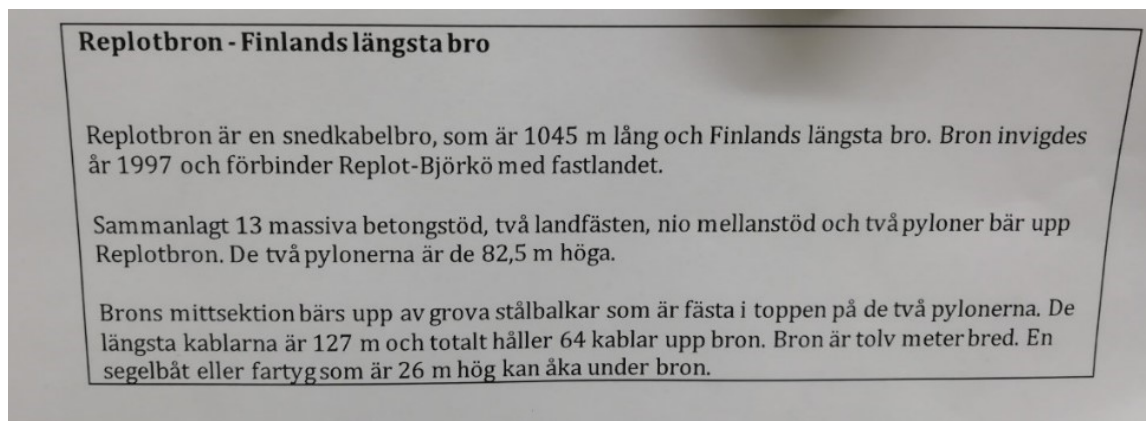 Replotbron - Finlands längsta bro
Replotbron är en snedkabelbro, som är 1045 m lång och Finlands längsta bro. Bron invigdes
år 1997 och förbinder Replot-Björkö med fastlandet.
Sammanlagt 13 massiva betongstöd, två landfästen, nio mellanstöd och två pyloner bär upp
Replotbron. De två pylonerna är de 82,5 m höga.
Brons mittsektion bärs upp av grova stålbalkar som är fästa i toppen på de två pylonerna. De
längsta kablarna är 127 m och totalt håller 64 kablar upp bron. Bron är tolv meter bred. En
segelbåt eller fartyg som är 26 m hög kan åka under bron.